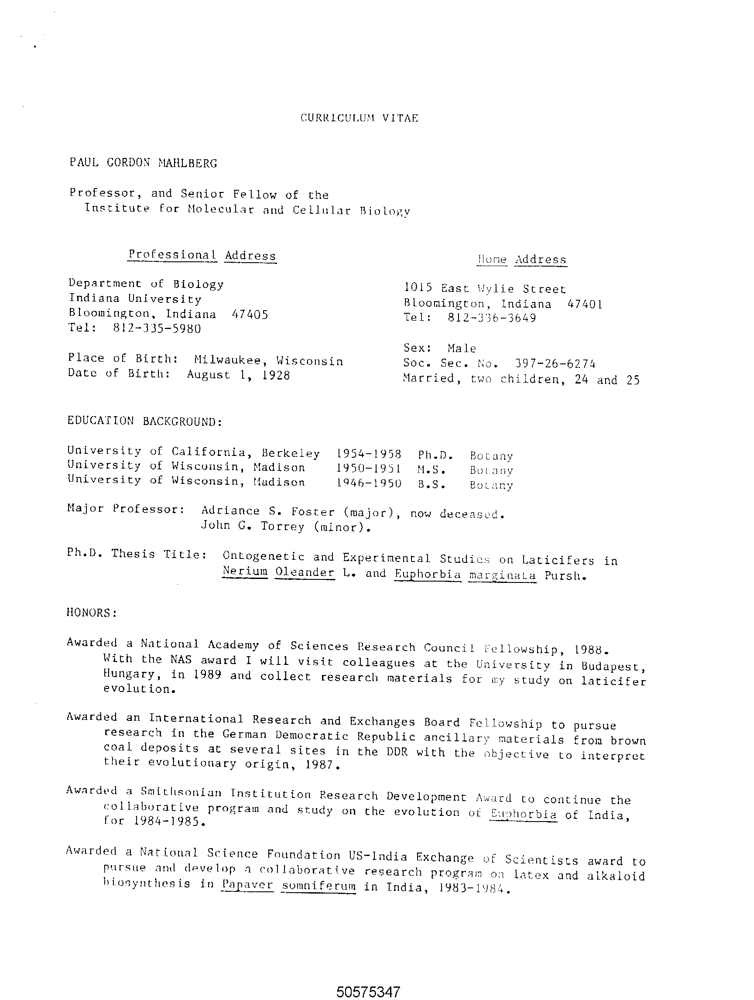 CURRICULUM VITAE
PAUL GORDON MAHLBERG
Professor, and Senior Fellow of the
Institute for Molecular and Cellular Biology
Professional Address
Department of Biology
Indiana University
Bloomington, Indiana 47405
Tel: 812-335-5980
Place of Birth: Milwaukee, Wisconsin
Date of Birth: August 1, 1928
Home Address
1015 East Wylie Street
Bloomington, Indiana 47401
Tel: 812-336-3649
Sex: Male
Soc. Sec. No. 397-26-6274
Married, two children, 24 and 25
EDUCATION BACKGROUND:
University of California, Berkeley 1954-1958 Ph.D. Botany
University of Wisconsin, Madison 1950-1951 M.S. Botany
University of Wisconsin, Madison 1946-1950 B.S. Botany
Major Professor: Adriance S. Foster (major), now deceased.
John G. Torrey (minor).
Ph.D. Thesis Title: Ontogenetic and Experimental Studies on Laticifers in
Nerium Oleander L. and Euphorbia marginata Pursh.
HONORS:
Awarded a National Academy of Sciences Research Council Fellowship, 1988.
With the NAS award I will visit colleagues at the University in Budapest,
Hungary, in 1989 and collect research materials for my study on laticifer
evolution.
Awarded an International Research and Exchanges Board Fellowship to pursue
research in the German Democratic Republic ancillary materials from brown
coal deposits at several sites in the DDR with the objective to interpret
their evolutionary origin, 1987.
Awarded a Smithsonian Institution Research Development Award to continue the
collaborative program and study on the evolution of Euphorbia of India,
for 1984-1985.
Awarded a National Science Foundation US-India Exchange of Scientists award to
pursue and develop a collaborative research program on latex and alkaloid
biosynthesis in Papaver somniferum in India, 1983-1984.
50575347